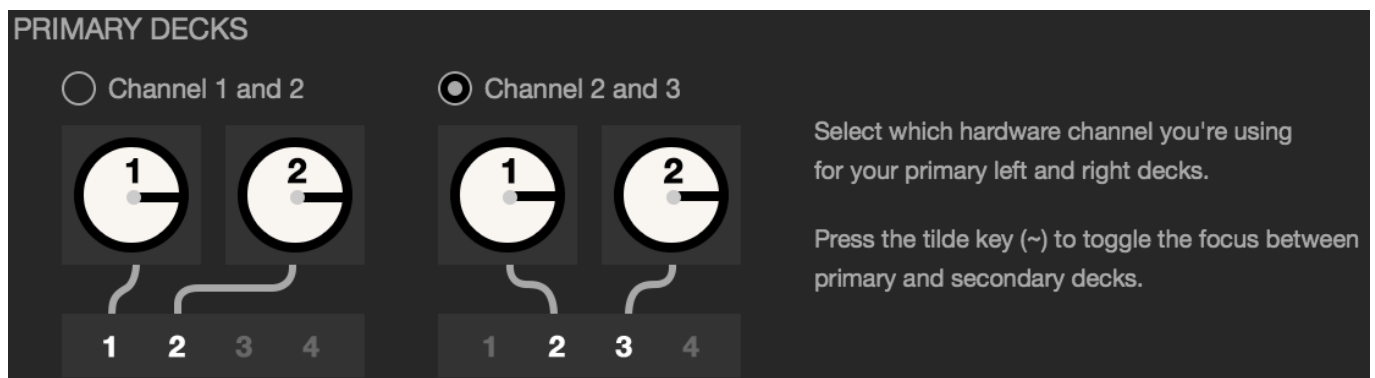 PRIMARY DECKS
Channel 1 and 2
Channel 2 and 3
1 2
1 2
1 2 3 4
1 2 3 4
Select which hardware channel you're using
for your primary left and right decks.
Press the tilde key (~) to toggle the focus between
primary and secondary decks.